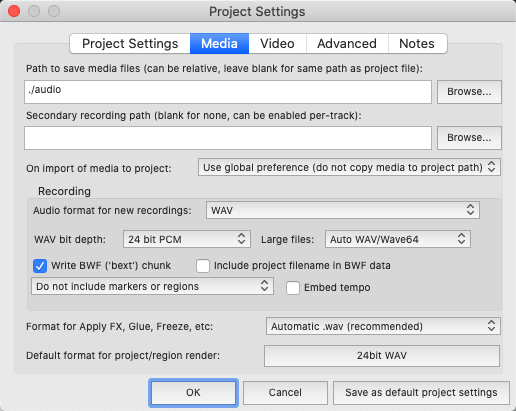 Project Settings
Project Settings Media Video Advanced Notes
Path to save media files (can be relative, leave blank for same path as project file):
./audio Browse...
Secondary recording path (blank for none, can be enabled per-track):
Browse...
On import of media to project: Use global preference (do not copy media to project path)
Recording
Audio format for new recordings: WAV
WAV bit depth: 24 bit PCM Large files: Auto WAV/Wave64
Write BWF ('bext') chunk Include project filename in BWF data
Do not include markers or regions Embed tempo
Format for Apply FX, Glue, Freeze, etc: Automatic .wav (recommended)
Default format for project/region render: 24bit WAV
OK Cancel Save as default project settings